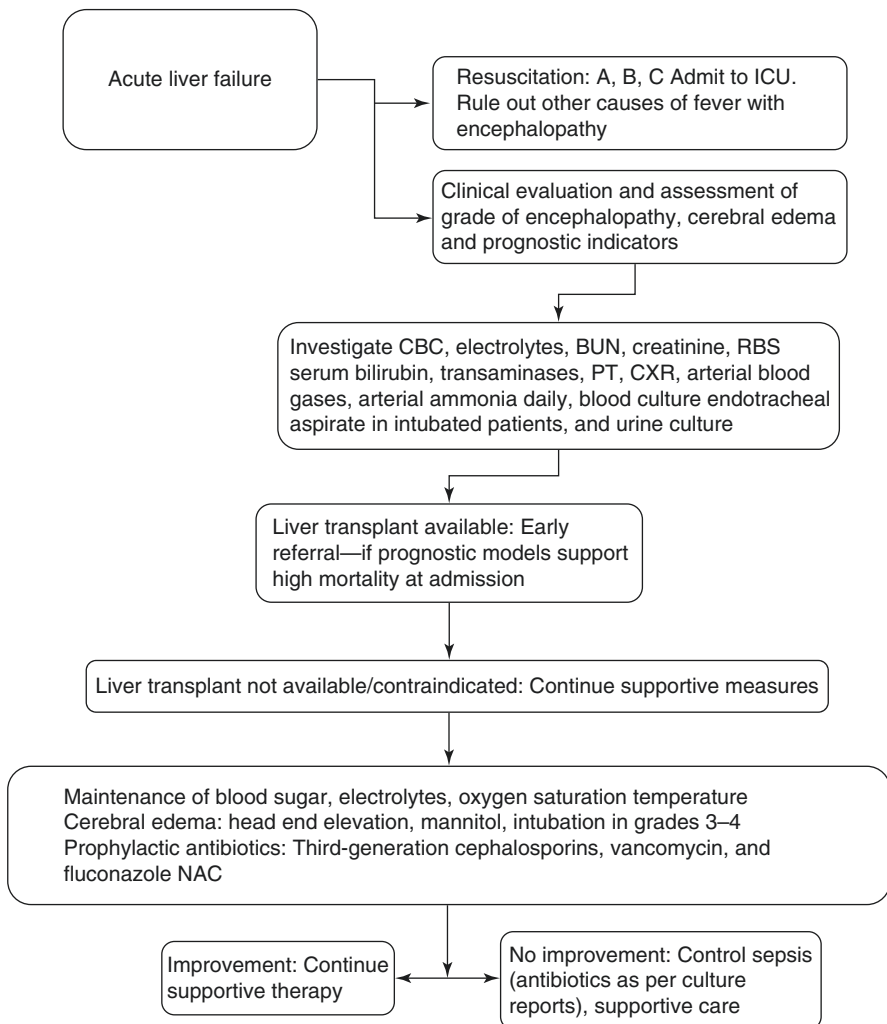 Acute liver failure
Resuscitation: A, B, C Admit to ICU.
Rule out other causes of fever with
encephalopathy
Clinical evaluation and assessment of
grade of encephalopathy, cerebral edema
and prognostic indicators
Investigate CBC, electrolytes, BUN, creatinine, RBS
serum bilirubin, transaminases, PT, CXR, arterial blood
gases, arterial ammonia daily, blood culture endotracheal
aspirate in intubated patients, and urine culture
Liver transplant available: Early
referral—if prognostic models support
high mortality at admission
Liver transplant not available/contraindicated: Continue supportive measures
Maintenance of blood sugar, electrolytes, oxygen saturation temperature
Cerebral edema: head end elevation, mannitol, intubation in grades 3–4
Prophylactic antibiotics: Third-generation cephalosporins, vancomycin, and
fluconazole NAC
Improvement: Continue
supportive therapy
No improvement: Control sepsis
(antibiotics as per culture
reports), supportive care